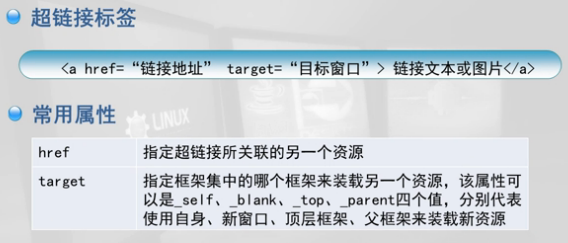 超链接标签
<a href=“链接地址” target=“目标窗口”> 链接文本或图片</a>
LINUX
常用属性
href 指定超链接所关联的另一个资源
target 指定框架集中的哪个框架来装载另一个资源，该属性可
以是_self、_blank、_top、_parent四个值，分别代表
使用自身、新窗口、顶层框架、父框架来装载新资源